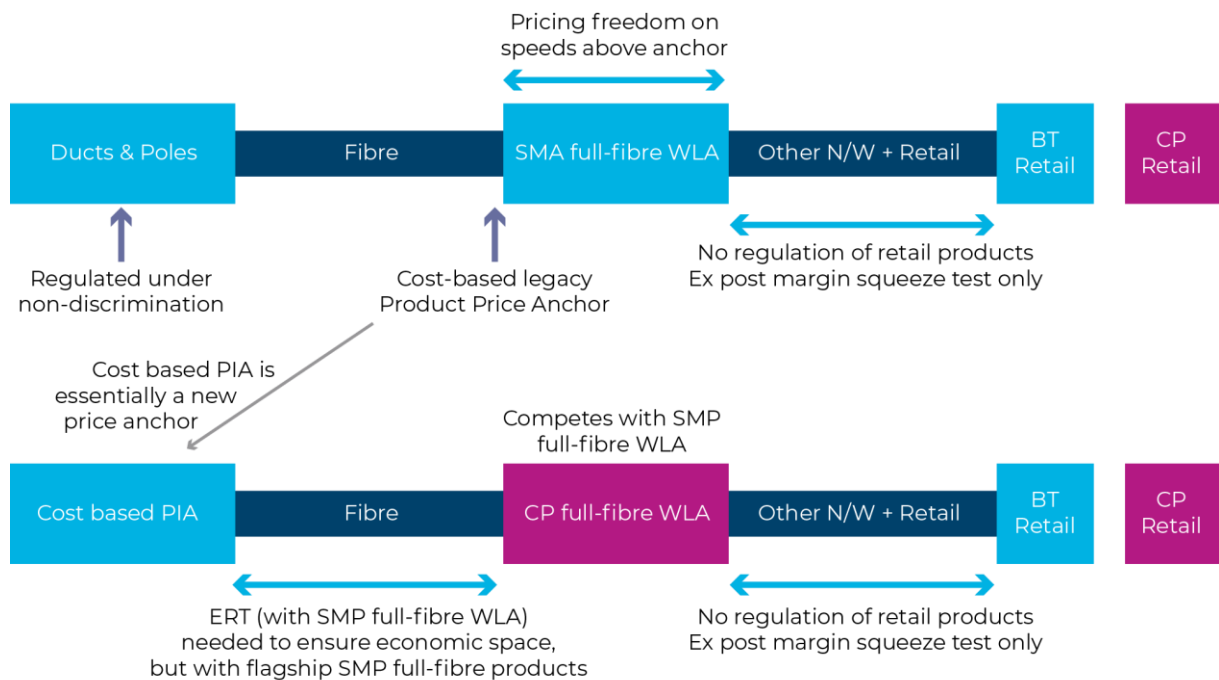 Pricing freedom on
speeds above anchor
Ducts & Poles
Fibre
SMA full-fibre WLA
Other N/W + Retail
BT
Retail
CP
Retail
Regulated under
non-discrimination
Cost-based legacy
Product Price Anchor
No regulation of retail products
Ex post margin squeeze test only
Cost based PIA is
essentially a new
price anchor
Competes with SMP
full-fibre WLA
Cost based PIA
Fibre
CP full-fibre WLA
Other N/W + Retail
BT
Retail
CP
Retail
ERT (with SMP full-fibre WLA)
needed to ensure economic space,
but with flagship SMP full-fibre products
No regulation of retail products
Ex post margin squeeze test only